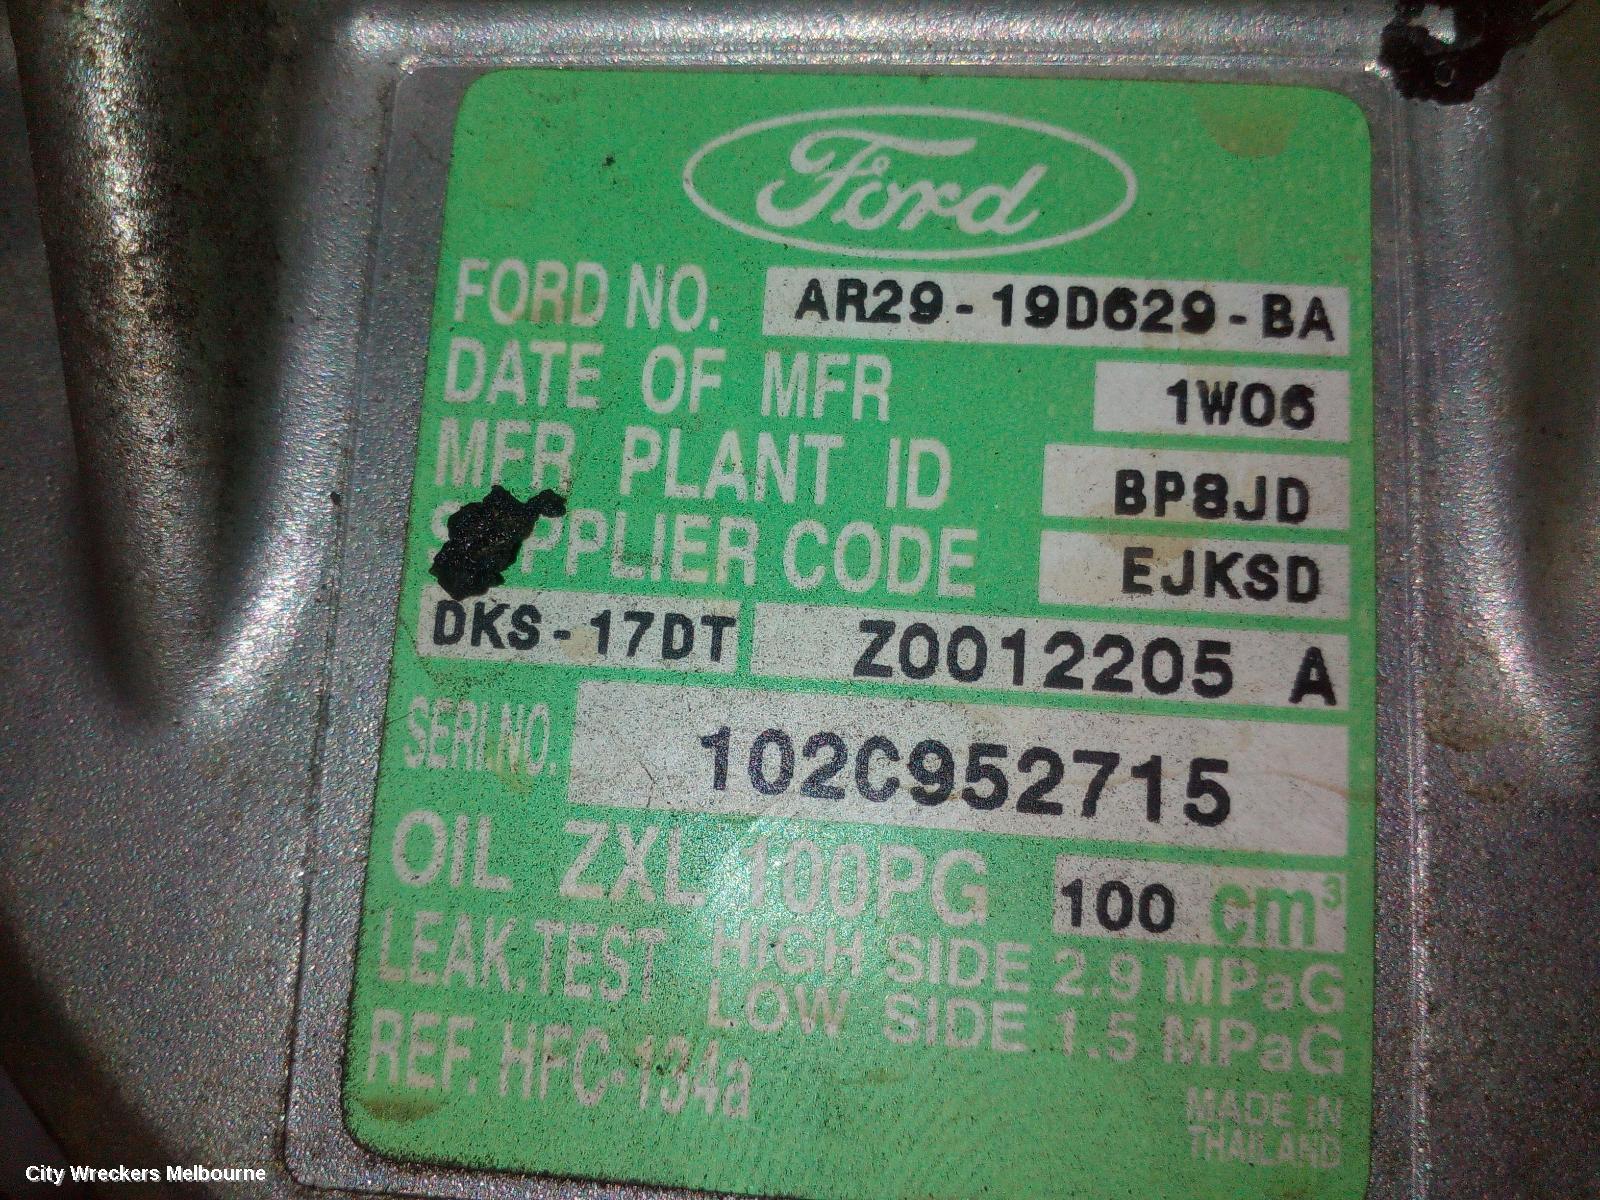 Ford
FORD NO. AR29-19D629-BA
DATE OF MFR 1W06
MFR PLANT ID BP8JD
SUPPLIER CODE EJKSD
DKS-17DT Z0012205 A
SERI.NO. 102C952715
OIL ZXL 100PG 100 cm³
LEAK.TEST HIGH SIDE 2.9 MPaG
LOW SIDE 1.5 MPaG
REF. HFC-134a
MADE IN
THAILAND
City Wreckers Melbourne